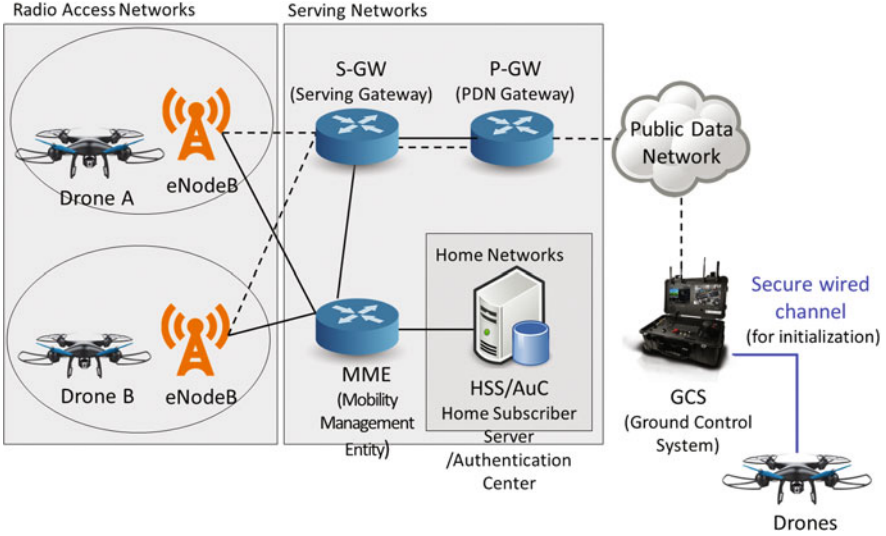 Radio Access Networks
Serving Networks
S-GW
(Serving Gateway)
P-GW
(PDN Gateway)
Public Data
Network
Drone A
eNodeB
Home Networks
Secure wired
channel
(for initialization)
Drone B
eNodeB
MME
(Mobility
Management
Entity)
HSS/AuC
Home Subscriber
Server
/Authentication
Center
GCS
(Ground Control
System)
Drones